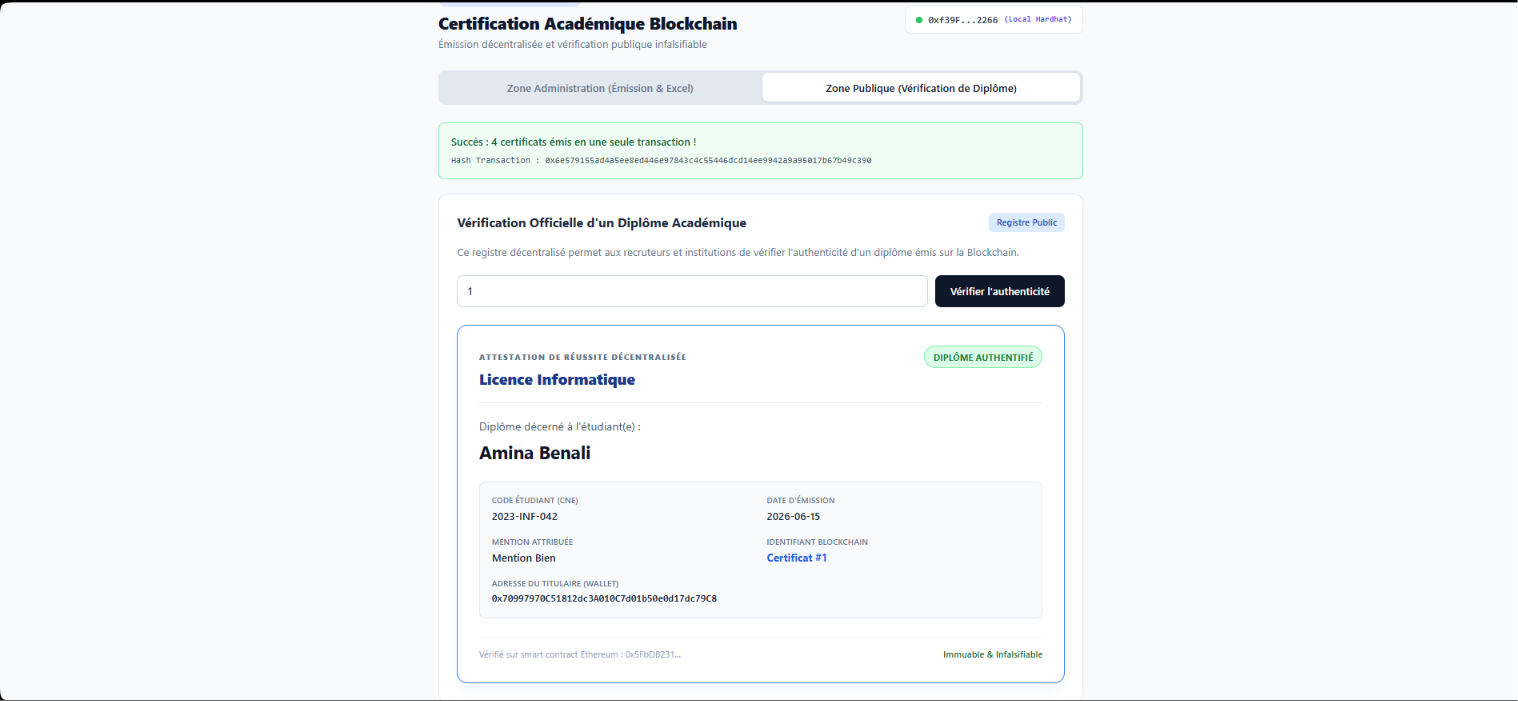 Certification Académique Blockchain
0xf39F...2266 (Local Hardhat)
Émission décentralisée et vérification publique infalsifiable
Zone Administration (Émission & Excel)
Zone Publique (Vérification de Diplôme)
Succès : 4 certificats émis en une seule transaction !
Hash Transaction : 0x6e579155ad4a5ee8ed446e97843c4c55446dcd14ee9942a9a95017b67b49c390
Vérification Officielle d'un Diplôme Académique
Registre Public
Ce registre décentralisé permet aux recruteurs et institutions de vérifier l'authenticité d'un diplôme émis sur la Blockchain.
1
Vérifier l'authenticité
ATTESTATION DE RÉUSSITE DÉCENTRALISÉE
DIPLÔME AUTHENTIFIÉ
Licence Informatique
Diplôme décerné à l'étudiant(e) :
Amina Benali
CODE ÉTUDIANT (CNE)
2023-INF-042
DATE D'ÉMISSION
2026-06-15
MENTION ATTRIBUÉE
Mention Bien
IDENTIFIANT BLOCKCHAIN
Certificat #1
ADRESSE DU TITULAIRE (WALLET)
0x70997970C51812dc3A010C7d01b50e0d17dc79C8
Vérifié sur smart contract Ethereum : 0x5FbDB231...
Immuable & Infalsifiable